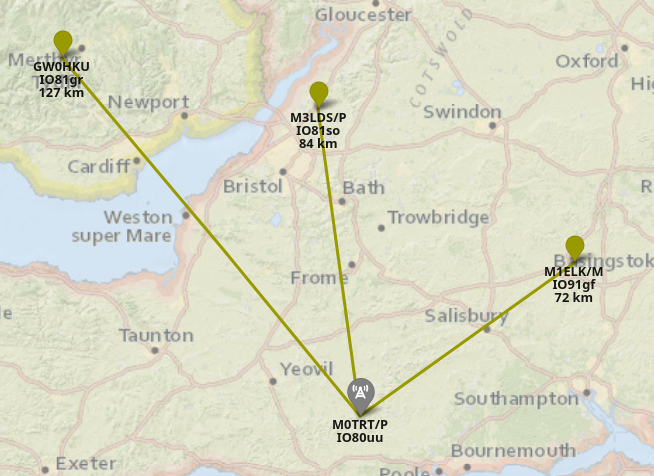 Gloucester
COTSWOLD
Oxford
Hig
Merthyr
GW0HKU
IO81gr
127 km
Newport
M3LDS/P
IO81so
84 km
Swindon
Cardiff
Bristol
Bath
R
Weston
super Mare
Trowbridge
Basingstok
M1ELK/M
IO91gf
72 km
Frome
le
Salisbury
Taunton
Yeovil
Southampton
M0TRT/P
IO80uu
Bournemouth
Exeter
Poole